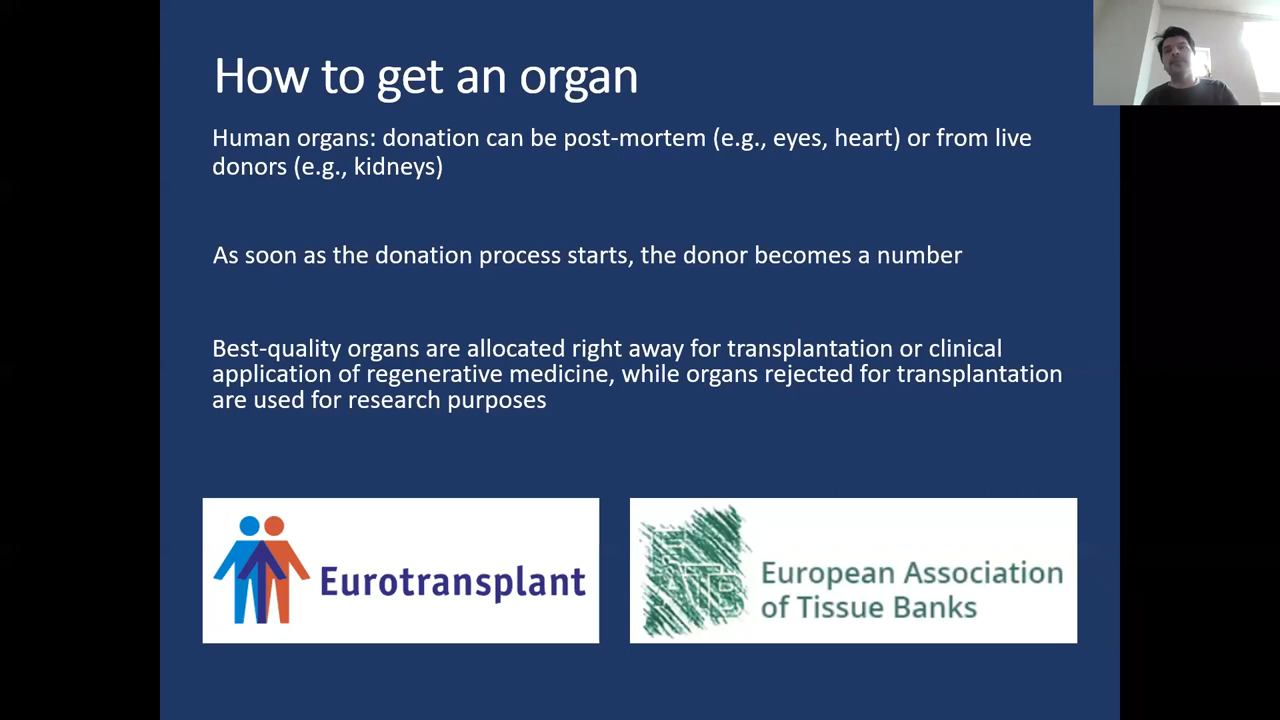 How to get an organ
Human organs: donation can be post-mortem (e.g., eyes, heart) or from live
donors (e.g., kidneys)
As soon as the donation process starts, the donor becomes a number
Best-quality organs are allocated right away for transplantation or clinical
application of regenerative medicine, while organs rejected for transplantation
are used for research purposes
Eurotransplant
EATB
European Association
of Tissue Banks